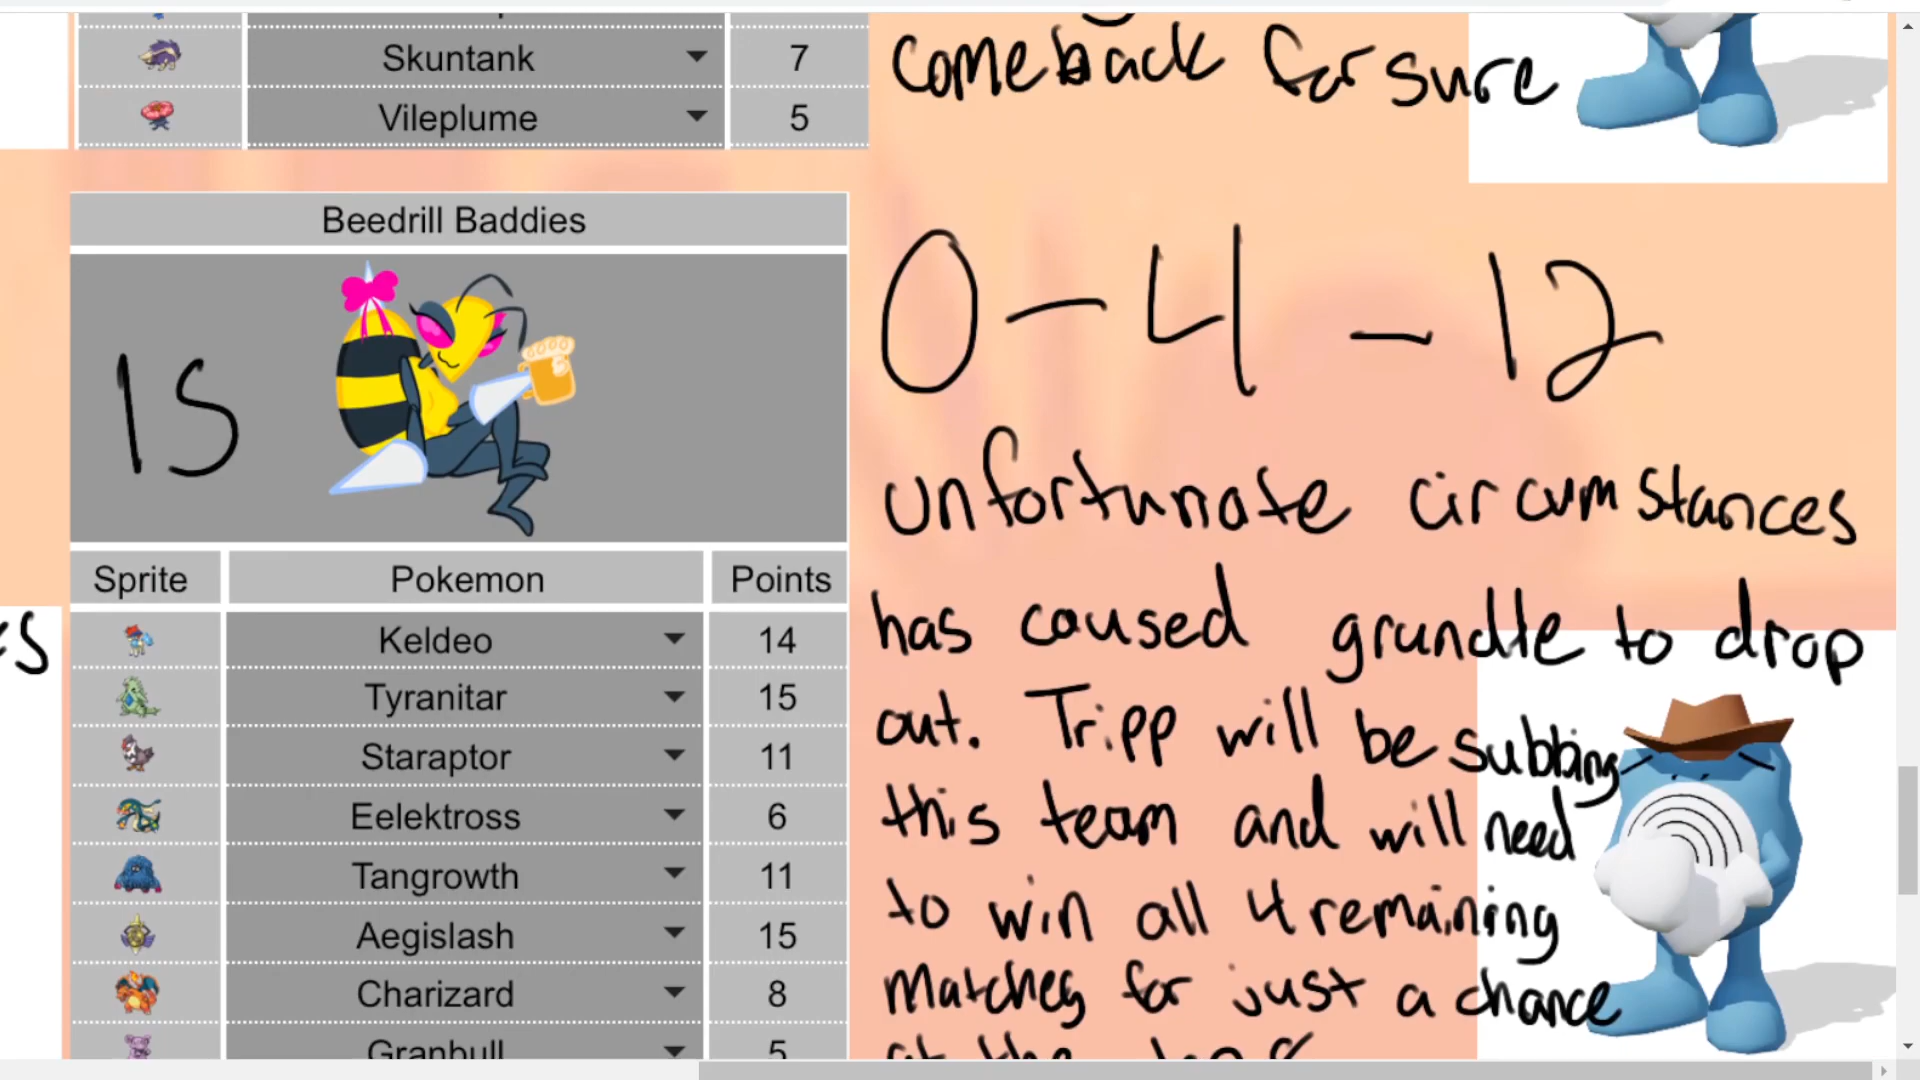 Skuntank 7
Vileplume 5
comeback for sure
Beedrill Baddies
15
0-4-12
unfortunate circumstances
has caused grundle to drop
out. Tripp will be subbing
this team and will need
to win all 4 remaining
matches for just a chance
at the
Sprite Pokemon Points
Keldeo 14
Tyranitar 15
Staraptor 11
Eelektross 6
Tangrowth 11
Aegislash 15
Charizard 8
Granbull 5